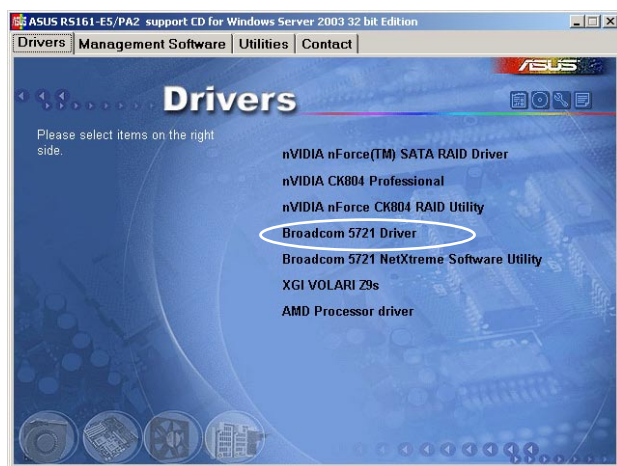 ASUS RS161-E5/PA2 support CD for Windows Server 2003 32 bit Edition
Drivers Management Software Utilities Contact
ASUS
Drivers
Please select items on the right
side.
nVIDIA nForce(TM) SATA RAID Driver
nVIDIA CK804 Professional
nVIDIA nForce CK804 RAID Utility
Broadcom 5721 Driver
Broadcom 5721 NetXtreme Software Utility
XGI VOLARI Z9s
AMD Processor driver